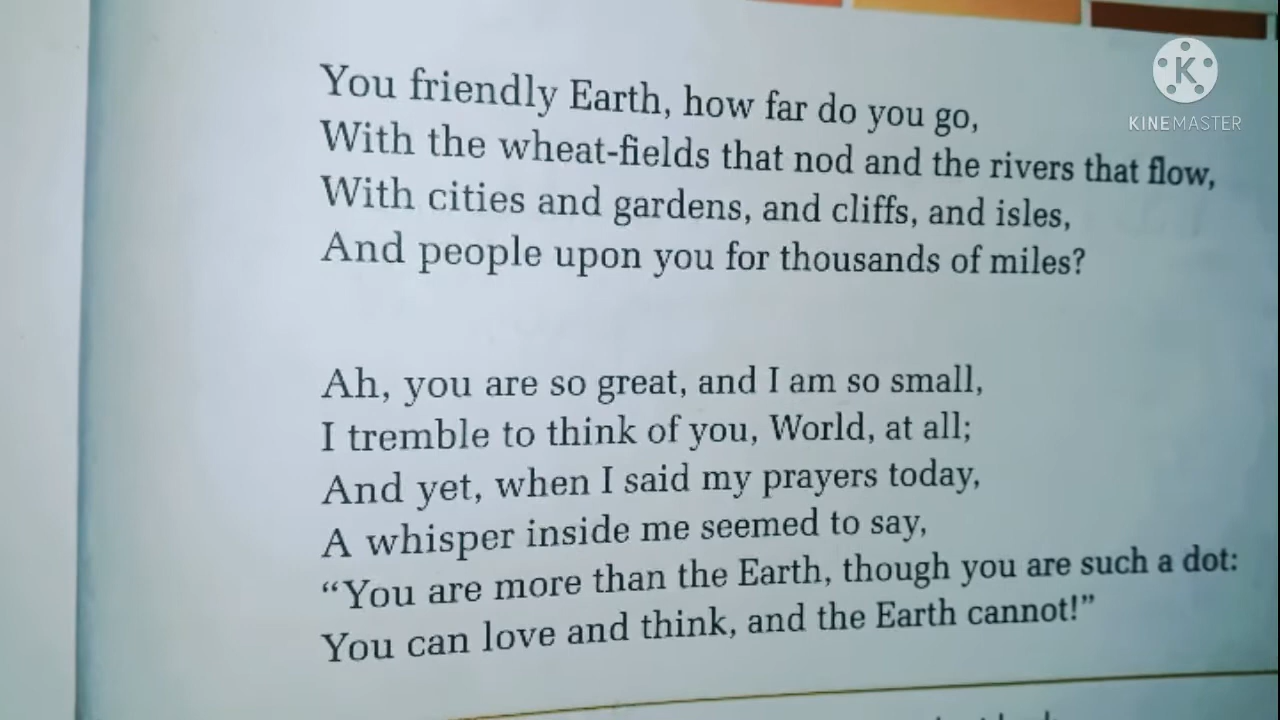 You friendly Earth, how far do you go,
With the wheat-fields that nod and the rivers that flow,
With cities and gardens, and cliffs, and isles,
And people upon you for thousands of miles?
Ah, you are so great, and I am so small,
I tremble to think of you, World, at all;
And yet, when I said my prayers today,
A whisper inside me seemed to say,
“You are more than the Earth, though you are such a dot:
You can love and think, and the Earth cannot!”
K
KINEMASTER